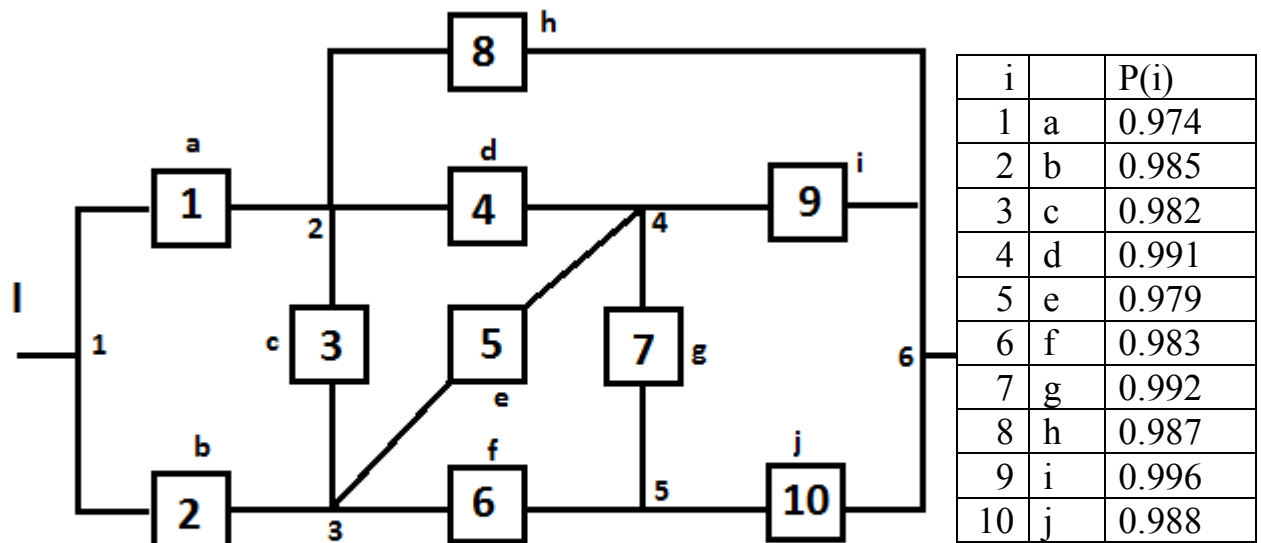 h
8
i P(i)
a
d
i
1 a 0.974
1
4
9
2 b 0.985
2
4
3 c 0.982
4 d 0.991
I
1
c
3
5
7
g
6
5 e 0.979
e
6 f 0.983
7 g 0.992
b
f
j
8 h 0.987
2
6
5
10
9 i 0.996
3
10 j 0.988